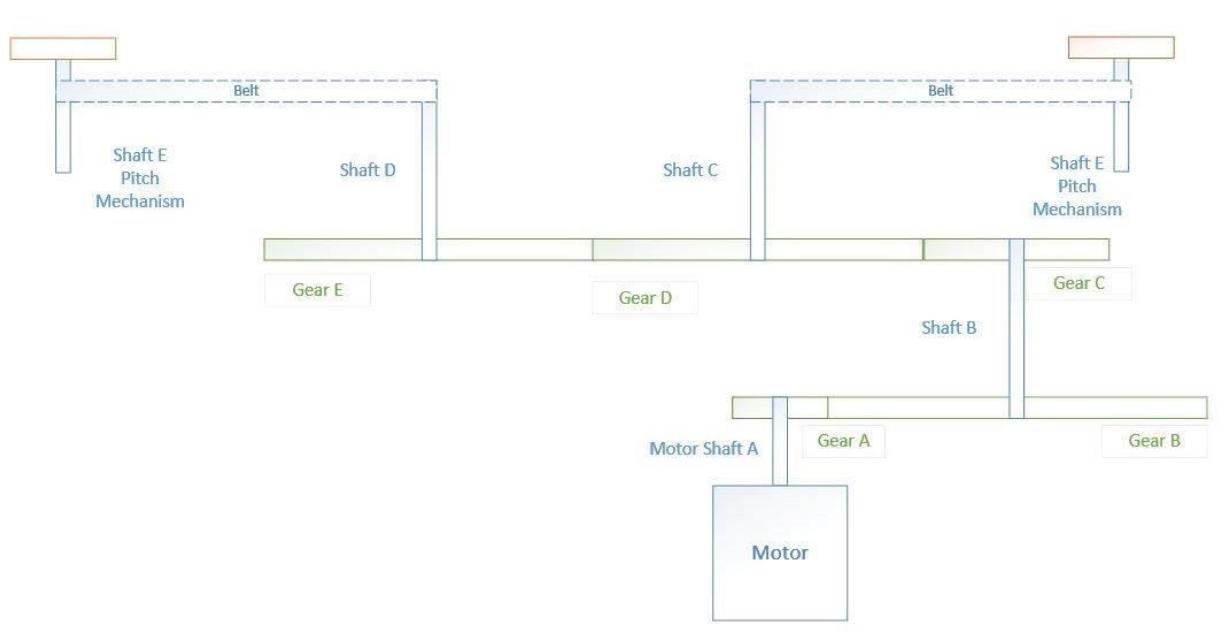 Belt
Belt
Shaft E
Pitch
Mechanism
Shaft D
Shaft C
Shaft E
Pitch
Mechanism
Gear E
Gear D
Gear C
Shaft B
Motor Shaft A
Gear A
Gear B
Motor